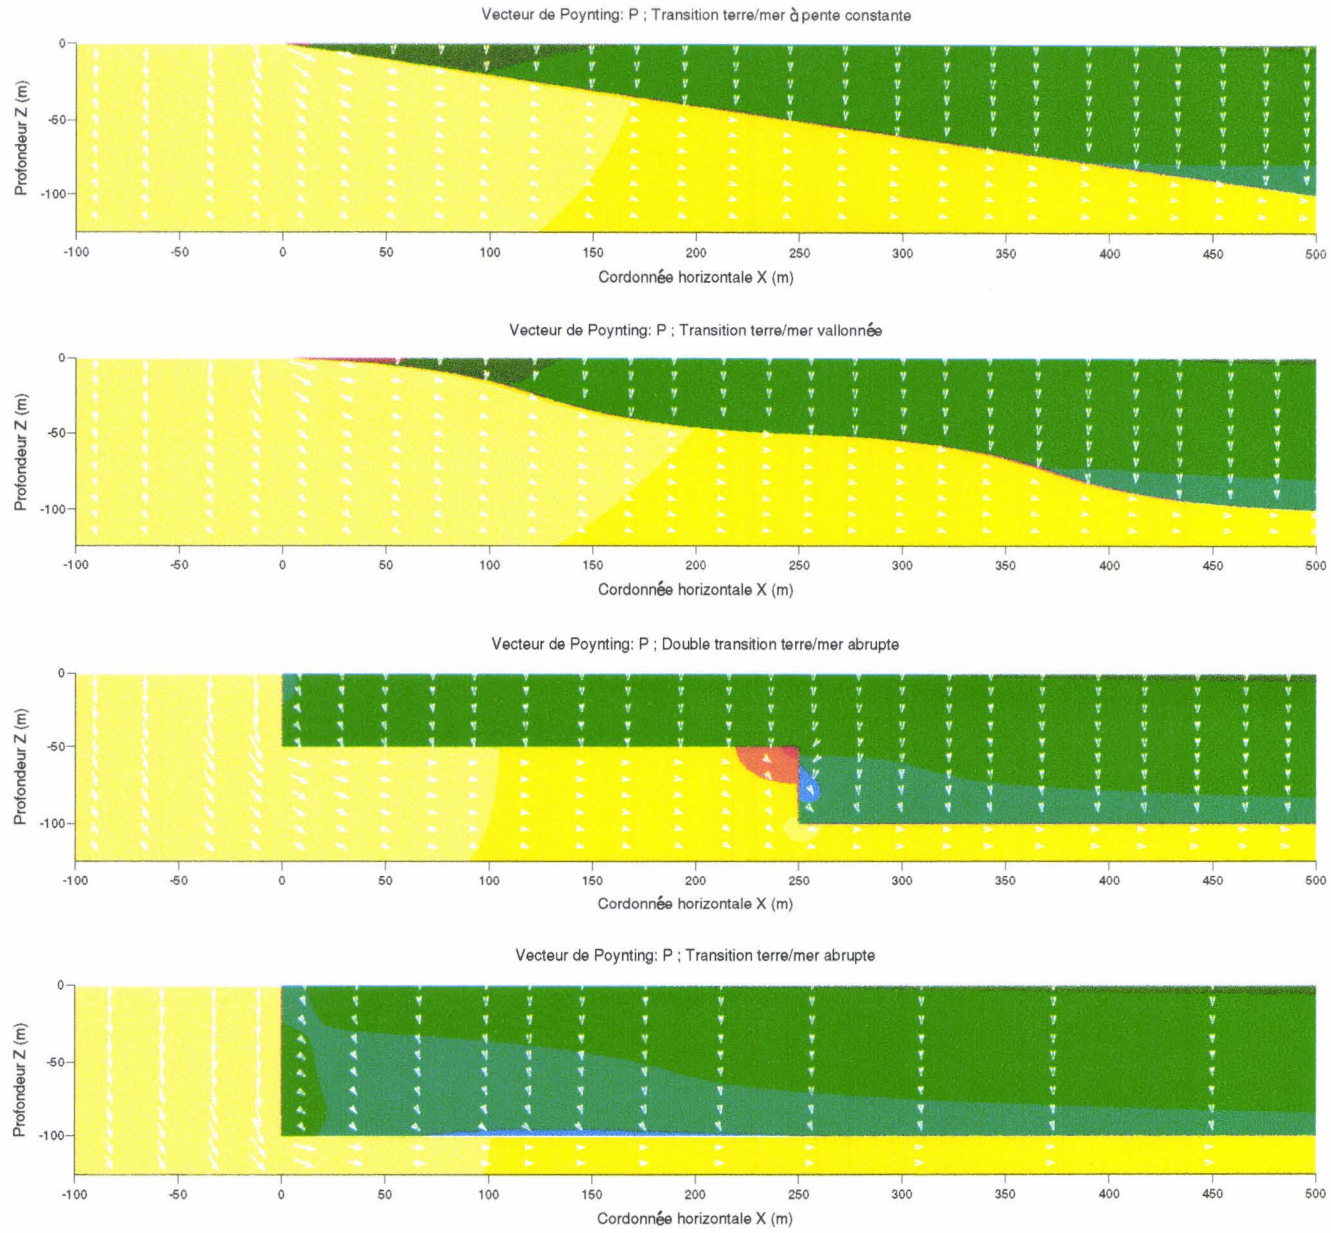 Vecteur de Poynting: P ; Transition terre/mer à pente constante
Profondeur Z (m)
0
-50
-100
-100 -50 0 50 100 150 200 250 300 350 400 450 500
Cordonnée horizontale X (m)
Vecteur de Poynting: P ; Transition terre/mer vallonnée
Profondeur Z (m)
0
-50
-100
-100 -50 0 50 100 150 200 250 300 350 400 450 500
Cordonnée horizontale X (m)
Vecteur de Poynting: P ; Double transition terre/mer abrupte
Profondeur Z (m)
0
-50
-100
-100 -50 0 50 100 150 200 250 300 350 400 450 500
Cordonnée horizontale X (m)
Vecteur de Poynting: P ; Transition terre/mer abrupte
Profondeur Z (m)
0
-50
-100
-100 -50 0 50 100 150 200 250 300 350 400 450 500
Cordonnée horizontale X (m)